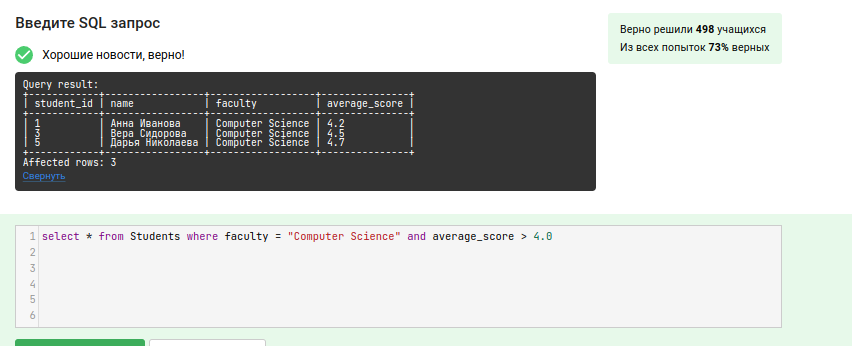 Введите SQL запрос
Верно решили 498 учащихся
Из всех попыток 73% верных
Хорошие новости, верно!
Query result:
+------------+-----------------+------------------+---------------+
| student_id | name            | faculty          | average_score |
+------------+-----------------+------------------+---------------+
| 1          | Анна Иванова    | Computer Science | 4.2           |
| 3          | Вера Сидорова   | Computer Science | 4.5           |
| 5          | Дарья Николаева | Computer Science | 4.7           |
+------------+-----------------+------------------+---------------+
Affected rows: 3
Свернуть
1 select * from Students where faculty = "Computer Science" and average_score > 4.0
2
3
4
5
6